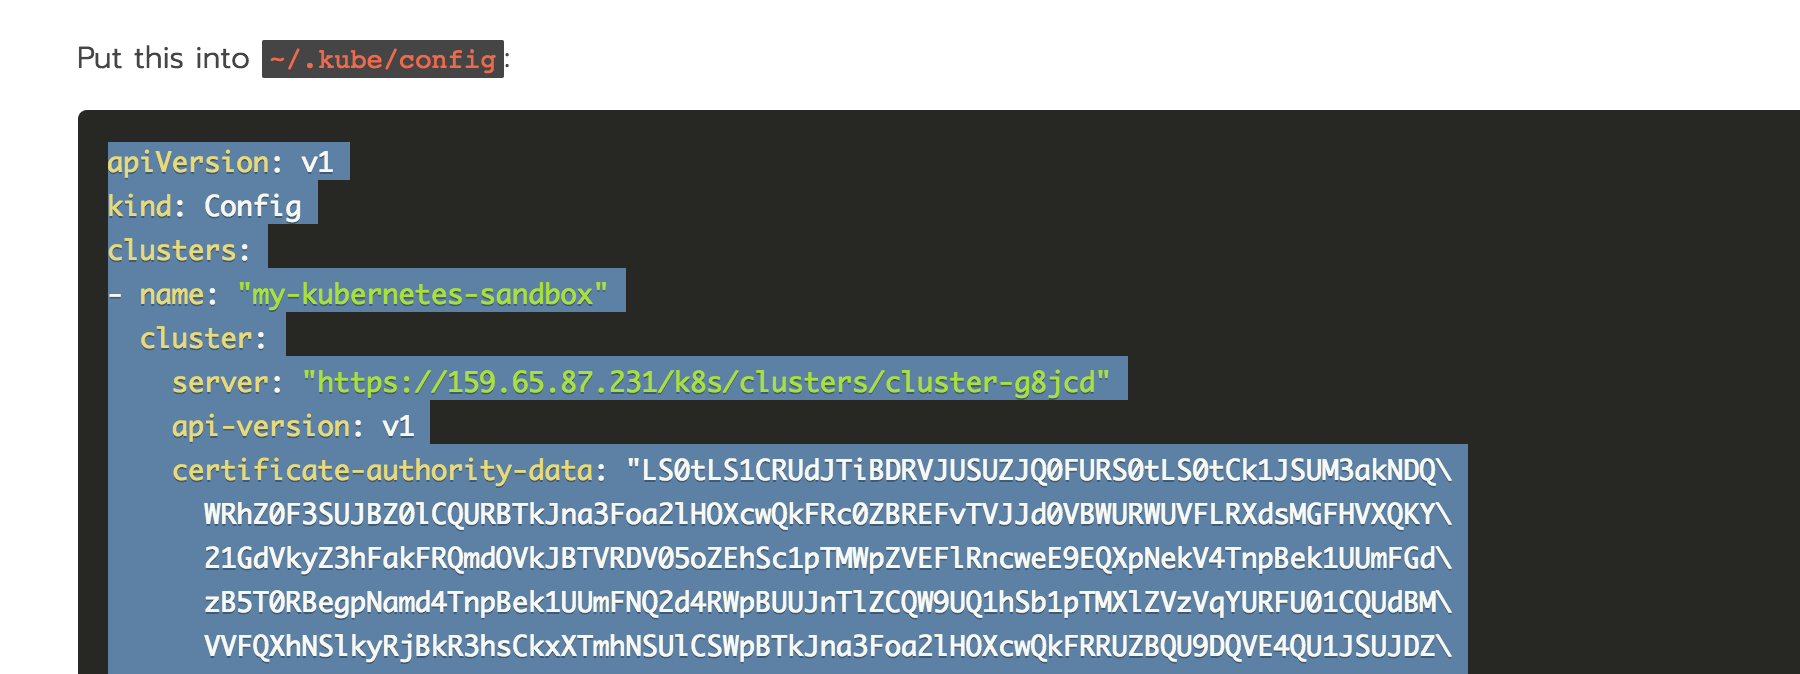 Put this into ~/.kube/config:
apiVersion: v1
kind: Config
clusters:
- name: "my-kubernetes-sandbox"
  cluster:
    server: "https://159.65.87.231/k8s/clusters/cluster-g8jcd"
    api-version: v1
    certificate-authority-data: "LS0tLS1CRUdJTiBDRVJUSUZJQ0FURS0tLS0tCk1JSUM3akNDQ\
      WRhZ0F3SUJBZ0lCQURBTkJna3Foa2lHOXcwQkFRc0ZBREFvTVJJd0VBWURWUVFLRXdsMGFHVXQKY\
      21GdVkyZ3hFakFRQmdOVkJBTVRDV05oZEhSc1pTMWpZVEFlRncweE9EQXpNekV4TnpBek1UUmFGd\
      zB5T0RBegpNamd4TnpBek1UUmFNQ2d4RWpBUUJnTlZCQW9UQ1hSb1pTMXlZVzVqYURFU01CQUdBM\
      VVFQXhNSlkyRjBkR3hsCkxXTmhNSUlCSWpBTkJna3Foa2lHOXcwQkFRRUZBQU9DQVE4QU1JSUJDZ\